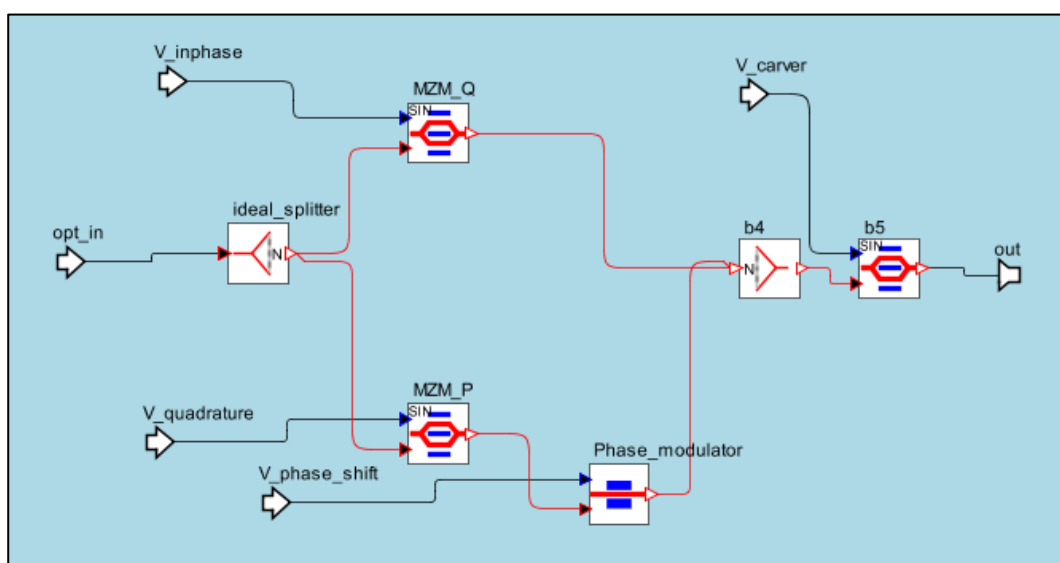 V_inphase
MZM_Q
SIN
V_carver
ideal_splitter
N
opt_in
b4
N
b5
SIN
out
MZM_P
SIN
V_quadrature
V_phase_shift
Phase_modulator